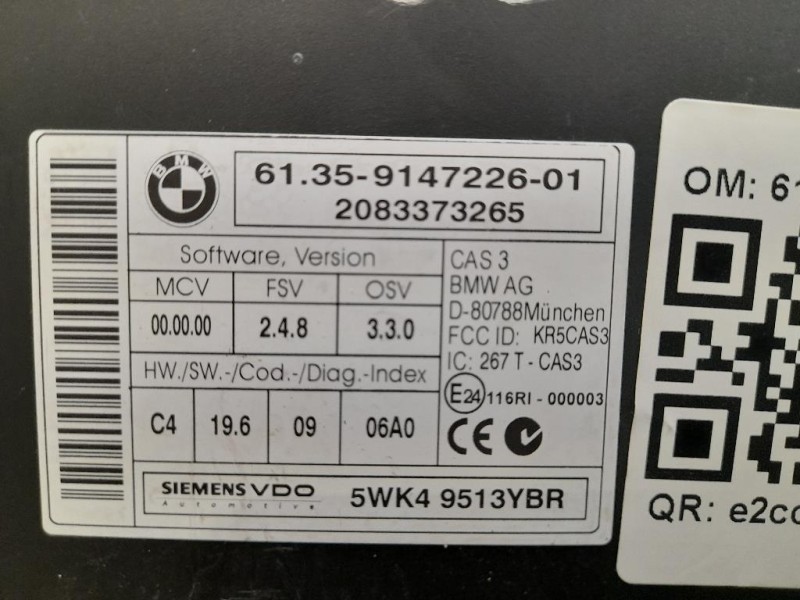 BMW
61.35-9147226-01
2083373265
Software, Version
MCV FSV OSV
00.00.00 2.4.8 3.3.0
HW./SW.-/Cod.-/Diag.-Index
C4 19.6 09 06A0
CAS 3
BMW AG
D-80788München
FCC ID: KR5CAS3
IC: 267 T - CAS3
E24 116RI - 000003
CE
SIEMENS VDO
Automotive
5WK4 9513YBR
OM: 61
QR: e2cc